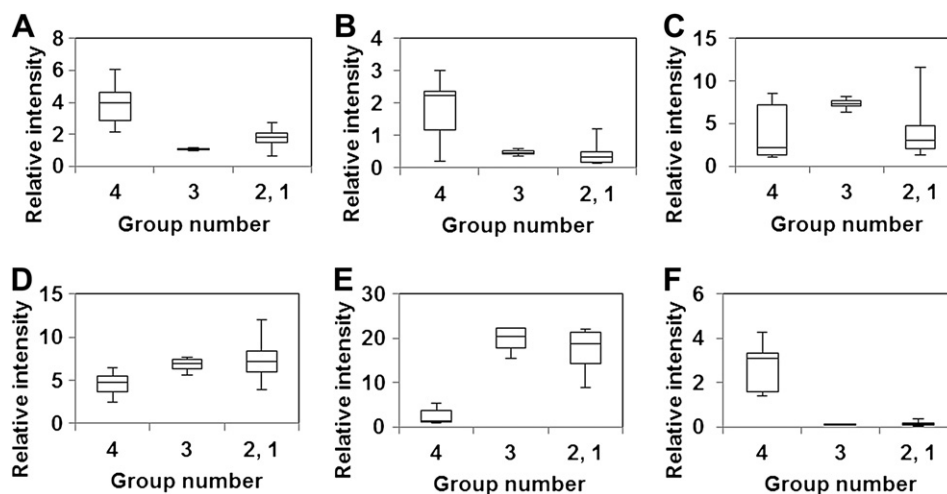 A
Relative intensity
8
6
4
2
0
4 3 2, 1
Group number
B
Relative intensity
4
3
2
1
0
4 3 2, 1
Group number
C
Relative intensity
15
10
5
0
4 3 2, 1
Group number
D
Relative intensity
15
10
5
0
4 3 2, 1
Group number
E
Relative intensity
30
20
10
0
4 3 2, 1
Group number
F
Relative intensity
6
4
2
0
4 3 2, 1
Group number